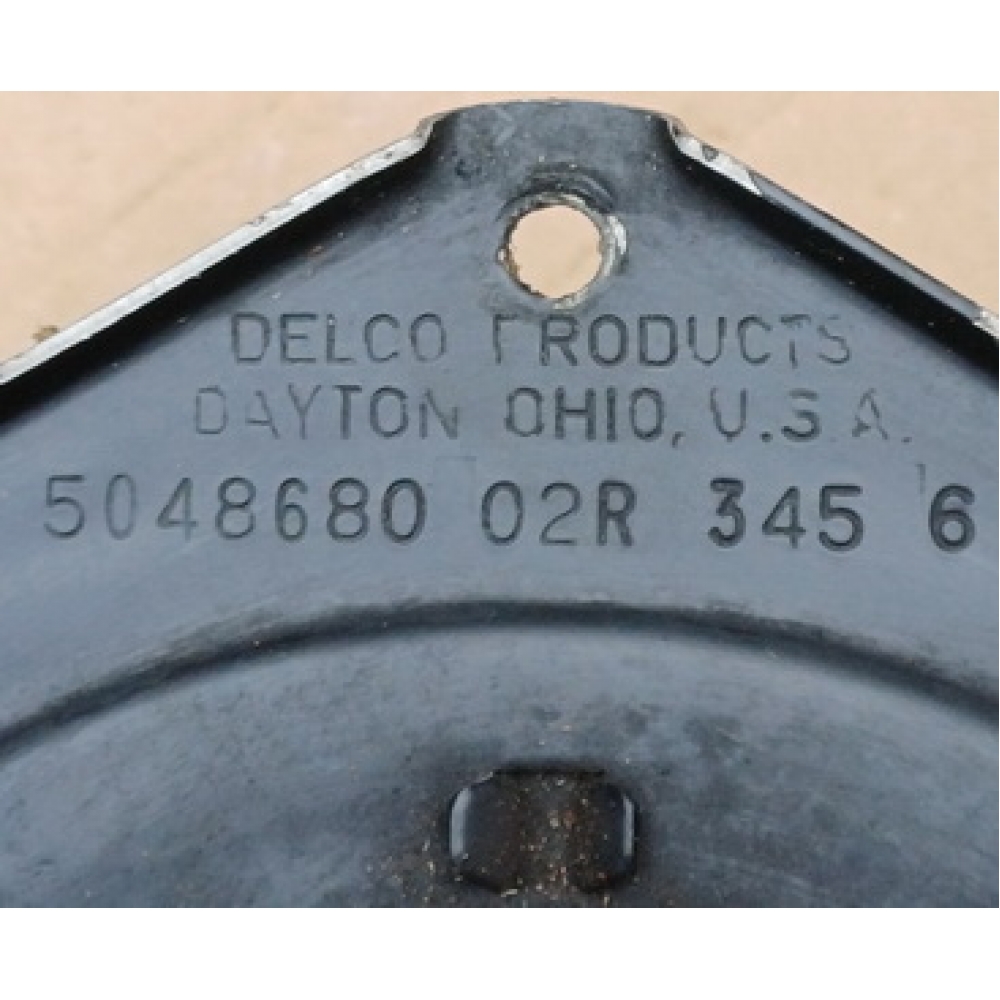 DELCO PRODUCTS
DAYTON OHIO, U.S.A.
5048680 02R 345 6